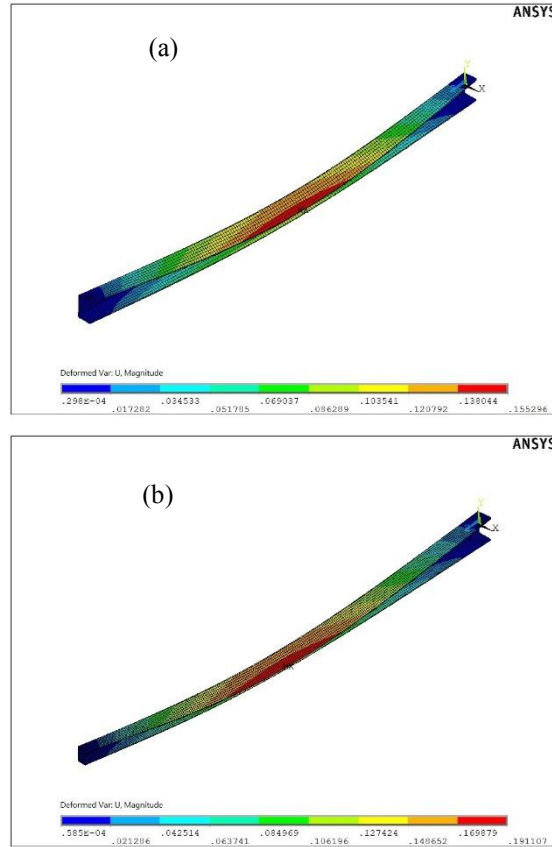 ANSYS
(a)
Y
X
Deformed Var: U, Magnitude
.298E-04 .034533 .069037 .103541 .138044
.017282 .051785 .086289 .120792 .155296
ANSYS
(b)
Y
X
Deformed Var: U, Magnitude
.585E-04 .042514 .084969 .127424 .169879
.021286 .063741 .106196 .148652 .191107